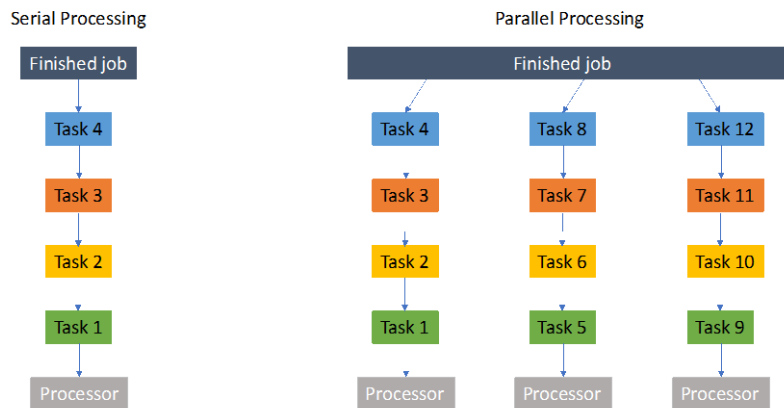 Serial Processing
Parallel Processing
Finished job
Finished job
Task 4
Task 4
Task 8
Task 12
Task 3
Task 3
Task 7
Task 11
Task 2
Task 2
Task 6
Task 10
Task 1
Task 1
Task 5
Task 9
Processor
Processor
Processor
Processor